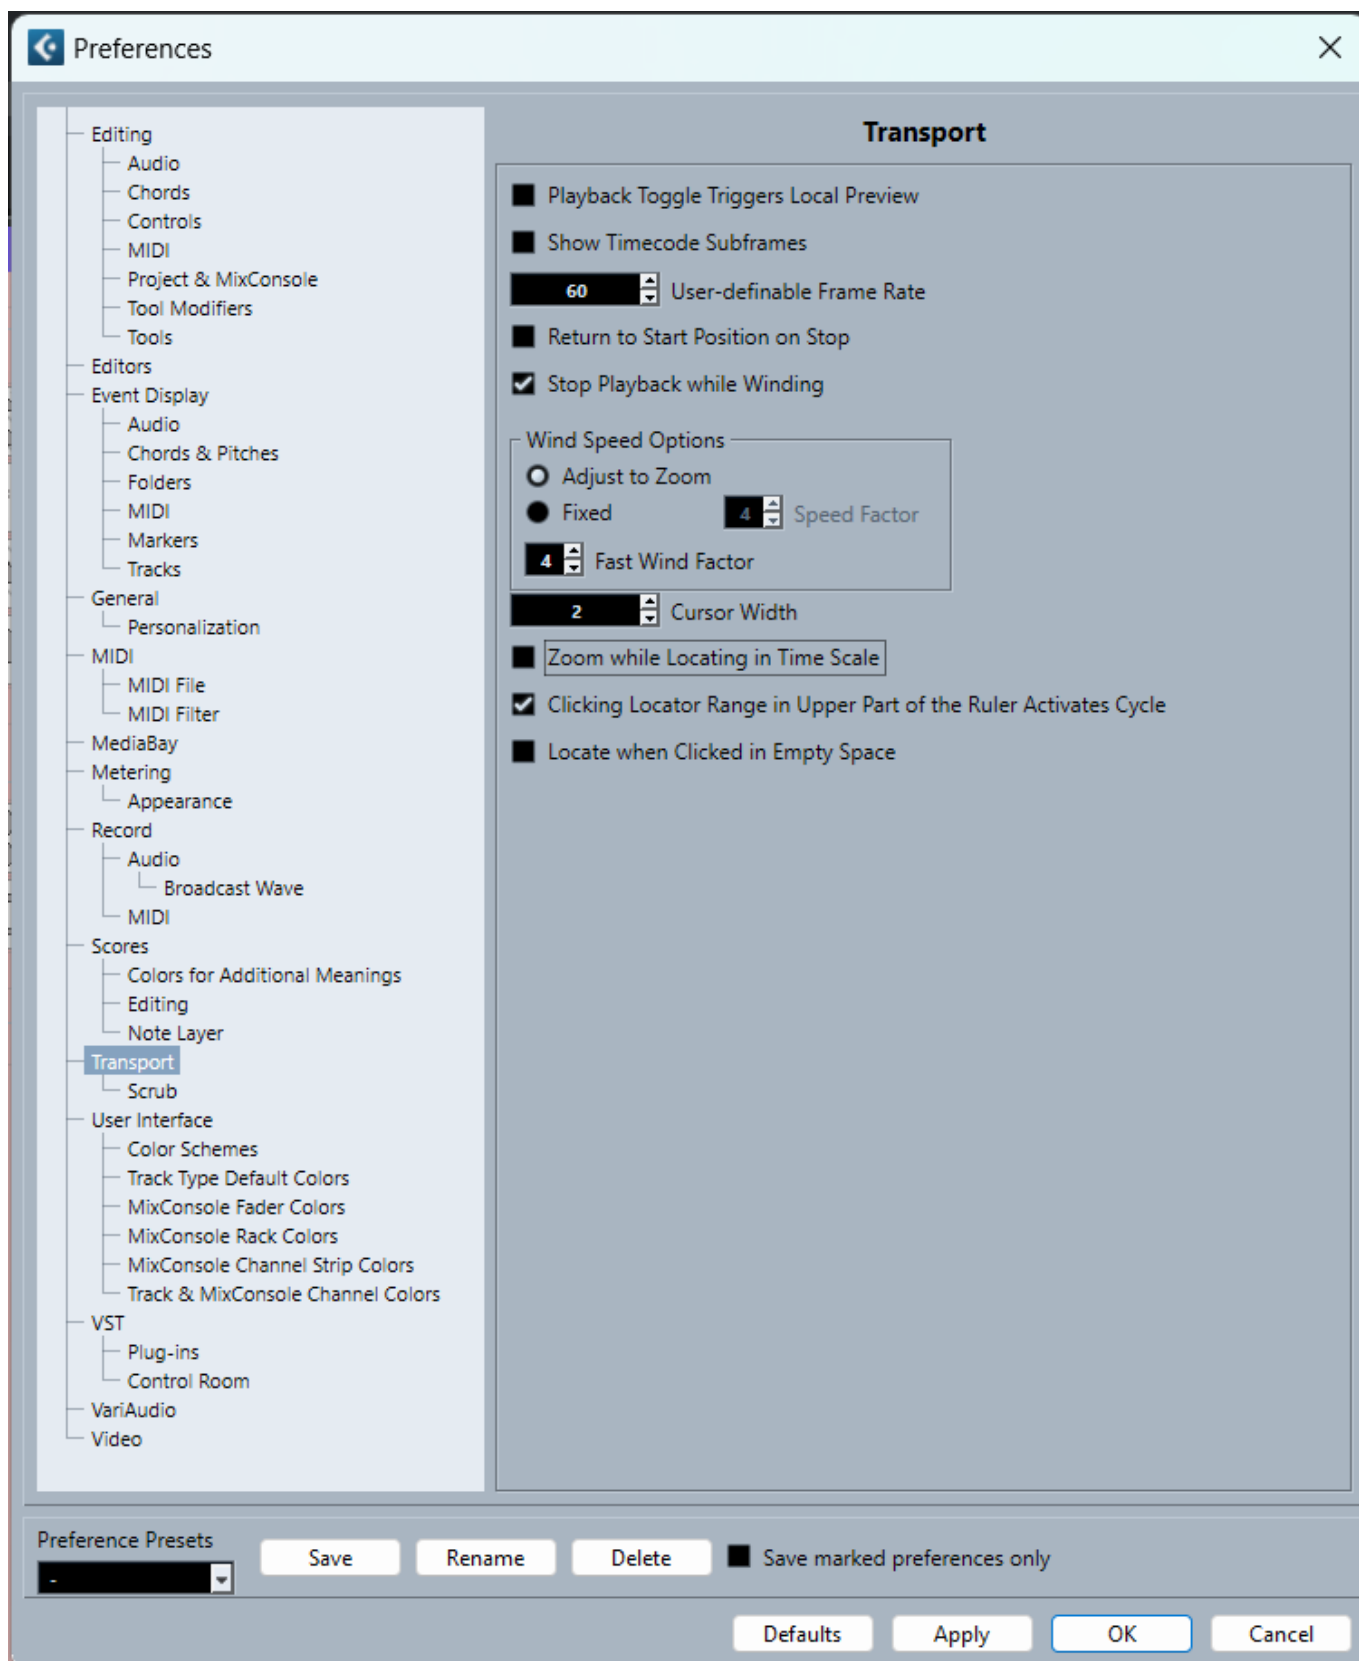 Preferences
Editing
Audio
Chords
Controls
MIDI
Project & MixConsole
Tool Modifiers
Tools
Editors
Event Display
Audio
Chords & Pitches
Folders
MIDI
Markers
Tracks
General
Personalization
MIDI
MIDI File
MIDI Filter
MediaBay
Metering
Appearance
Record
Audio
Broadcast Wave
MIDI
Scores
Colors for Additional Meanings
Editing
Note Layer
Transport
Scrub
User Interface
Color Schemes
Track Type Default Colors
MixConsole Fader Colors
MixConsole Rack Colors
MixConsole Channel Strip Colors
Track & MixConsole Channel Colors
VST
Plug-ins
Control Room
VariAudio
Video
Transport
Playback Toggle Triggers Local Preview
Show Timecode Subframes
60 User-definable Frame Rate
Return to Start Position on Stop
Stop Playback while Winding
Wind Speed Options
Adjust to Zoom
Fixed 4 Speed Factor
4 Fast Wind Factor
2 Cursor Width
Zoom while Locating in Time Scale
Clicking Locator Range in Upper Part of the Ruler Activates Cycle
Locate when Clicked in Empty Space
Preference Presets
- Save Rename Delete Save marked preferences only
Defaults Apply OK Cancel